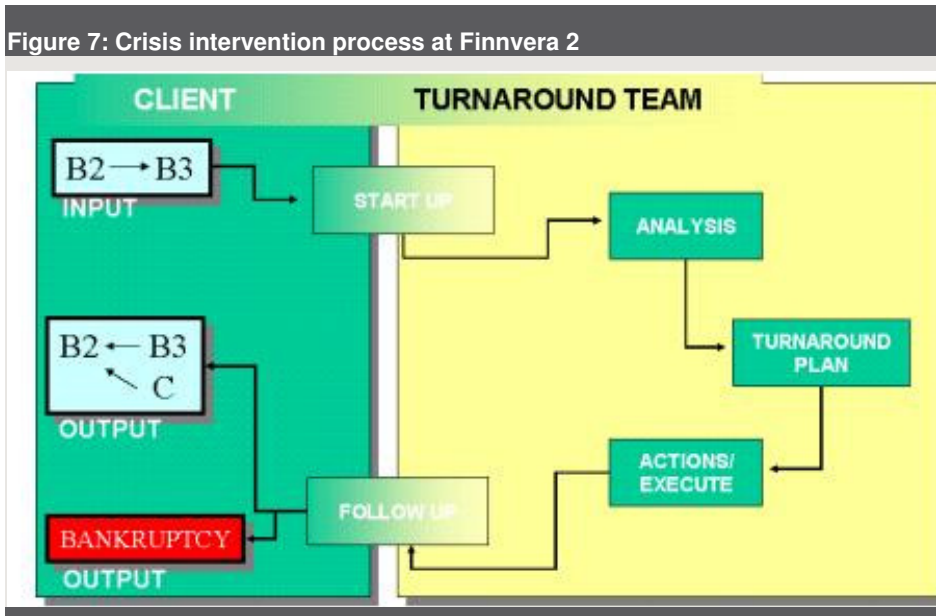 Figure 7: Crisis intervention process at Finnvera 2
CLIENT
TURNAROUND TEAM
B2 → B3
INPUT
START UP
ANALYSIS
TURNAROUND
PLAN
ACTIONS/
EXECUTE
FOLLOW UP
B2 ← B3
C
OUTPUT
BANKRUPTCY
OUTPUT